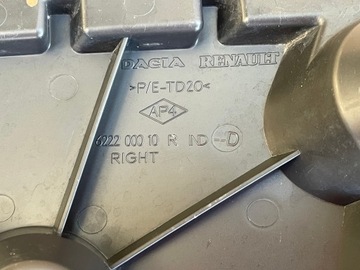 DACIA RENAULT
>P/E-TD20<
AP4
6222 000 10 R IND --D
RIGHT